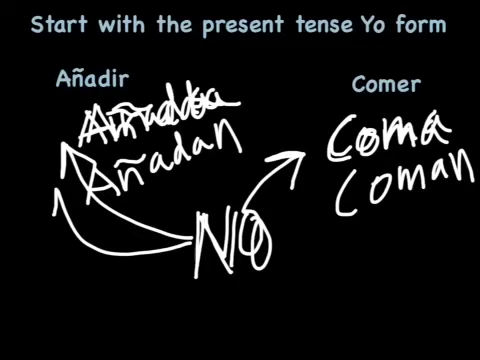 Start with the present tense Yo form
Añadir
Comer
Coma
Añadan
Coman
NO